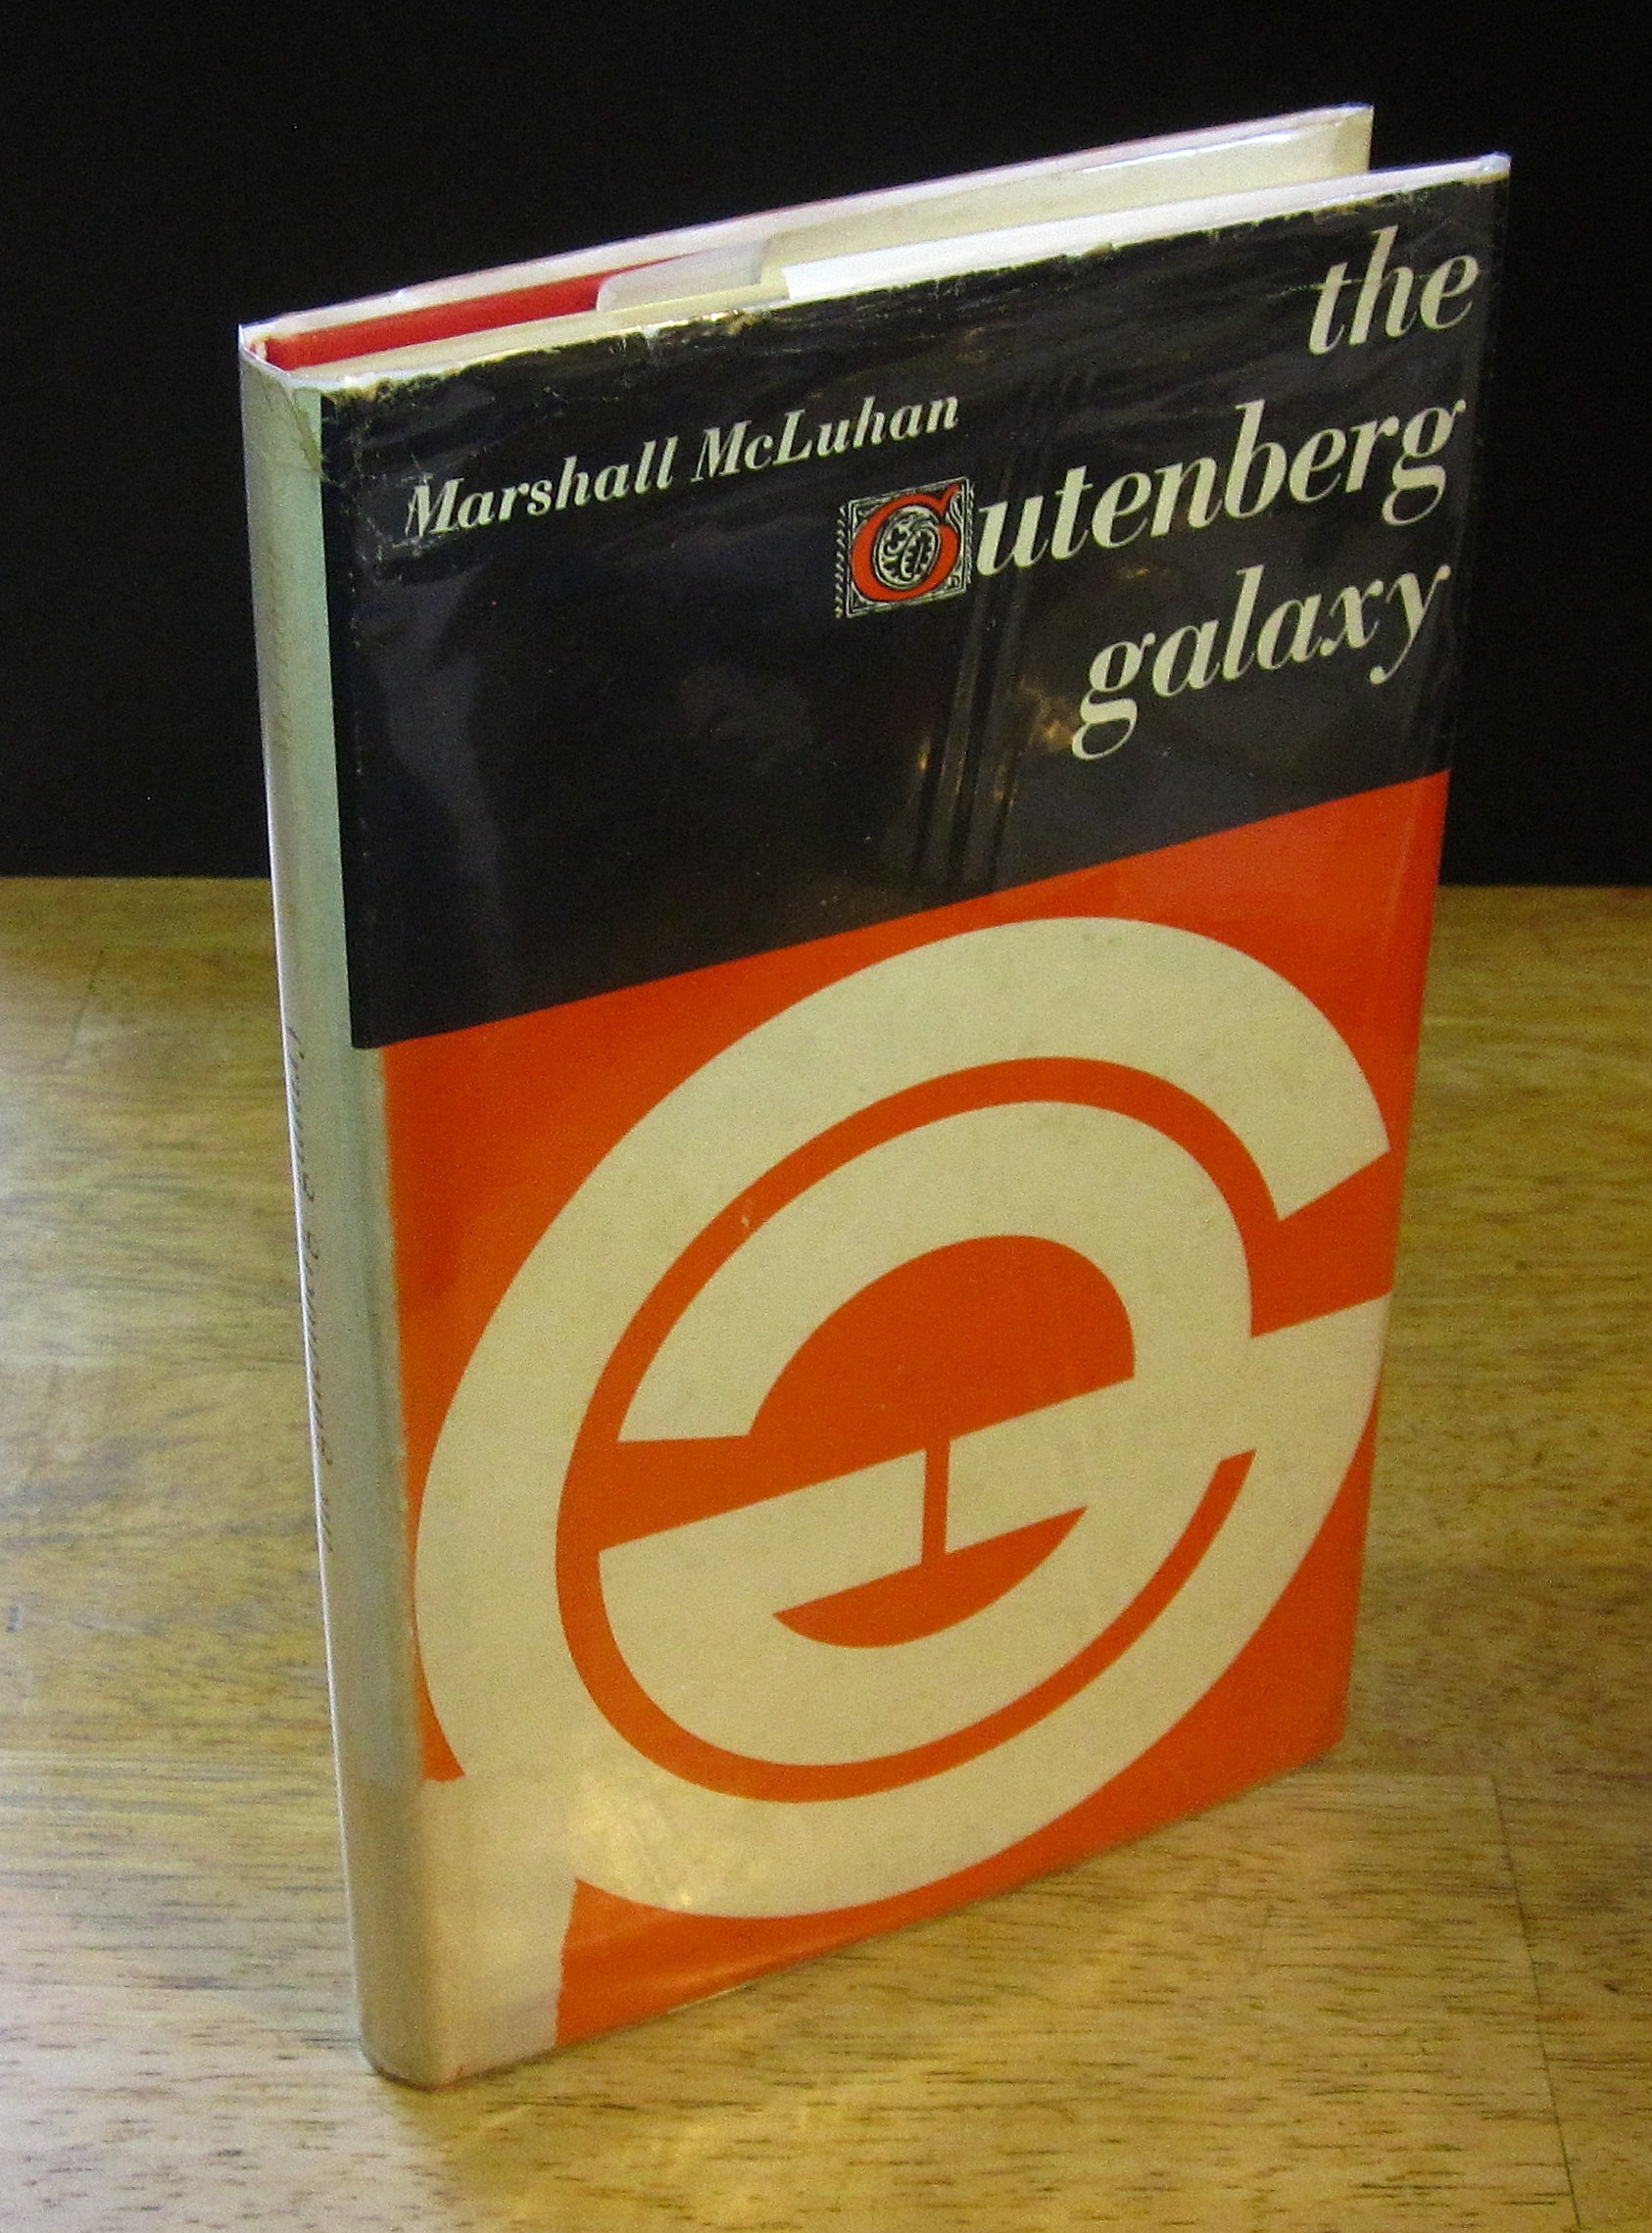 the
Marshall McLuhan
Gutenberg
galaxy